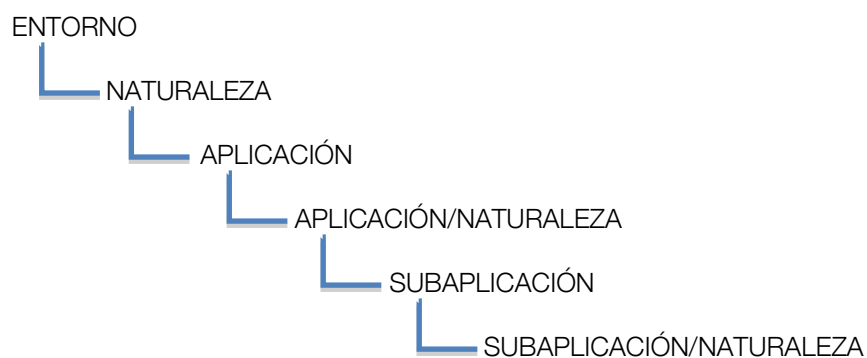 ENTORNO
NATURALEZA
APLICACIÓN
APLICACIÓN/NATURALEZA
SUBAPLICACIÓN
SUBAPLICACIÓN/NATURALEZA